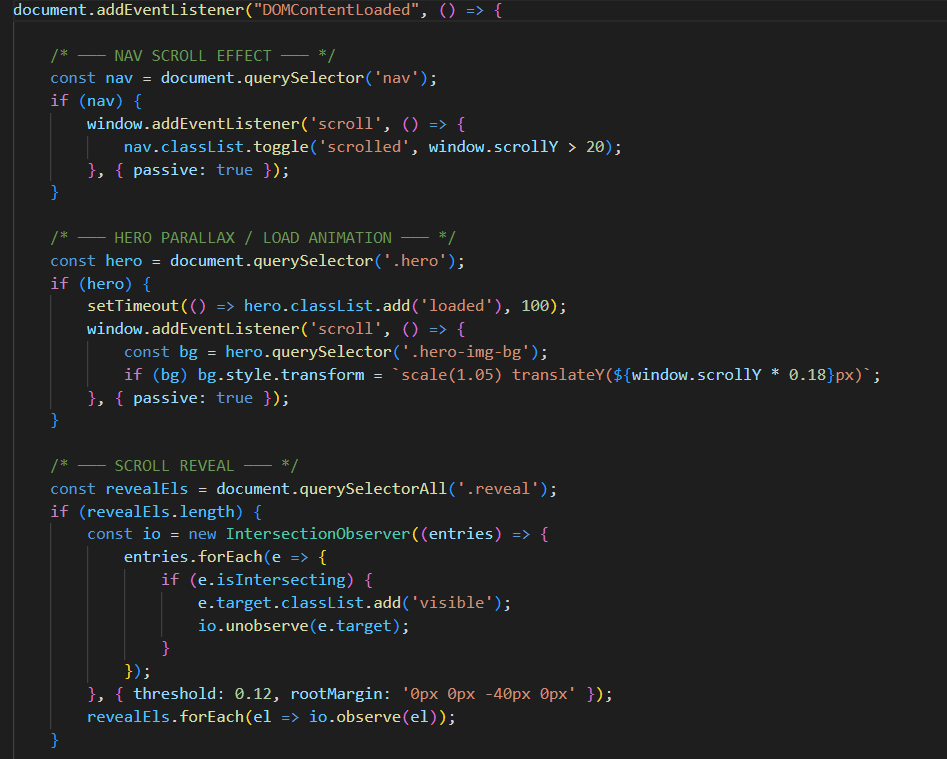 document.addEventListener("DOMContentLoaded", () => {
/* ─── NAV SCROLL EFFECT ─── */
const nav = document.querySelector('nav');
if (nav) {
window.addEventListener('scroll', () => {
nav.classList.toggle('scrolled', window.scrollY > 20);
}, { passive: true });
}
/* ─── HERO PARALLAX / LOAD ANIMATION ─── */
const hero = document.querySelector('.hero');
if (hero) {
setTimeout(() => hero.classList.add('loaded'), 100);
window.addEventListener('scroll', () => {
const bg = hero.querySelector('.hero-img-bg');
if (bg) bg.style.transform = `scale(1.05) translateY(${window.scrollY * 0.18}px)`;
}, { passive: true });
}
/* ─── SCROLL REVEAL ─── */
const revealEls = document.querySelectorAll('.reveal');
if (revealEls.length) {
const io = new IntersectionObserver((entries) => {
entries.forEach(e => {
if (e.isIntersecting) {
e.target.classList.add('visible');
io.unobserve(e.target);
}
});
}, { threshold: 0.12, rootMargin: '0px 0px -40px 0px' });
revealEls.forEach(el => io.observe(el));
}